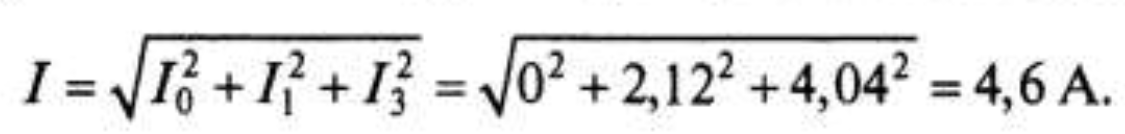 I = √(I₀² + I₁² + I₃²) = √(0² + 2,12² + 4,04²) = 4,6 A.